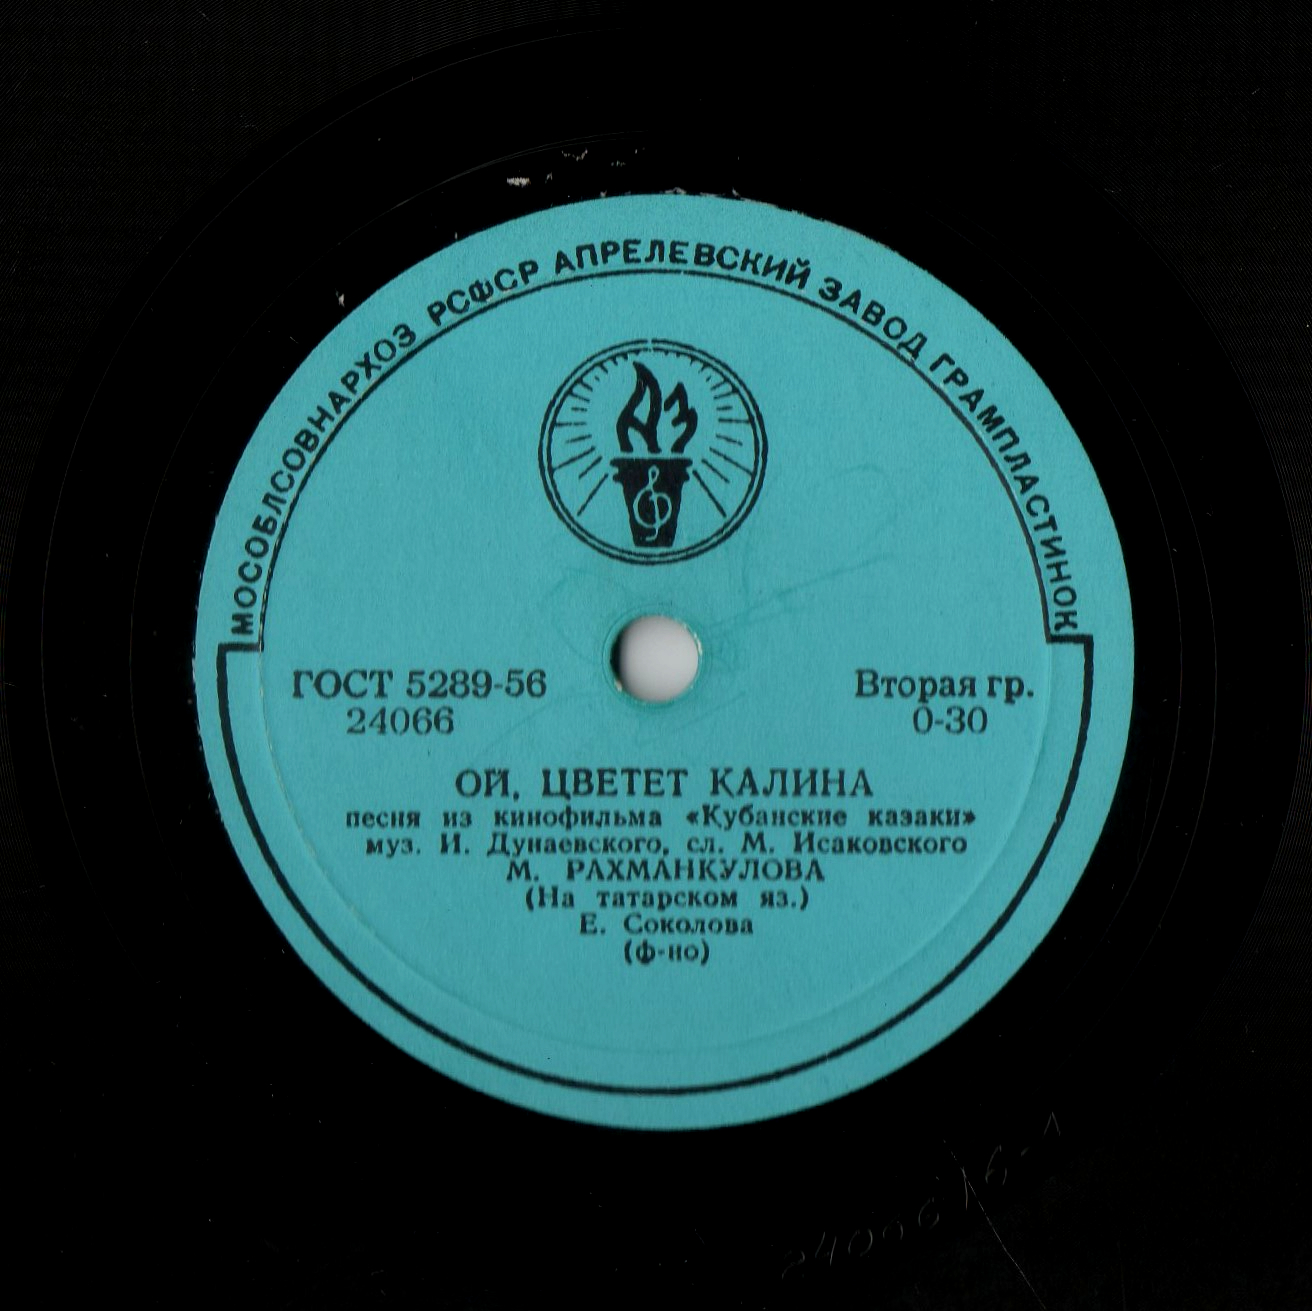 МОСОБЛСОВНАРХОЗ РСФСР АПРЕЛЕВСКИЙ ЗАВОД ГРАМПЛАСТИНОК
АЗ
ГОСТ 5289-56
24066
Вторая гр.
0-30
ОЙ, ЦВЕТЕТ КАЛИНА
песня из кинофильма «Кубанские казаки»
муз. И. Дунаевского, сл. М. Исаковского
М. РАХМАНКУЛОВА
(На татарском яз.)
Е. Соколова
(ф-но)